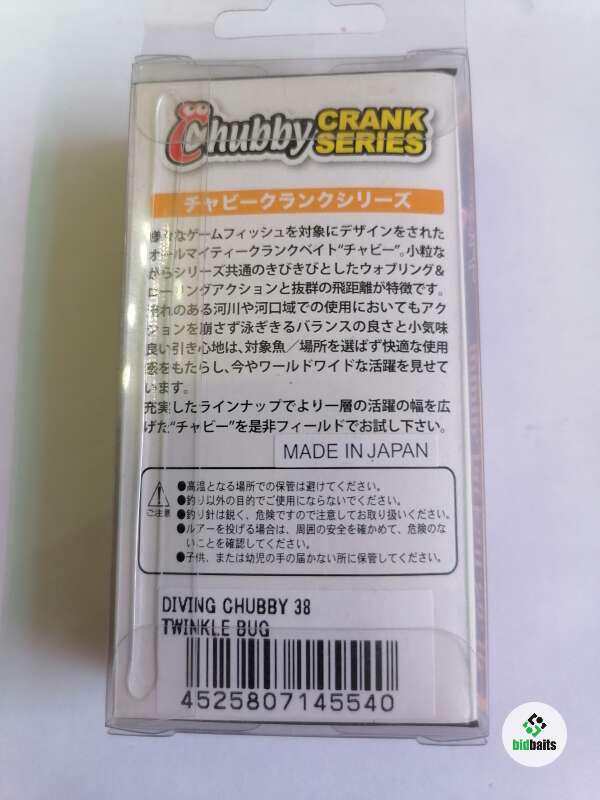 Chubby CRANK
SERIES
チャビークランクシリーズ
様々なゲームフィッシュを対象にデザインをされた
オールマイティークランクベイト“チャビー”。小粒な
がらシリーズ共通のきびきびとしたウォブリング&
ローリングアクションと抜群の飛距離が特徴です。
流れのある河川や河口域での使用においてもアク
ションを崩さず泳ぎきるバランスの良さと小気味
良い引き心地は、対象魚／場所を選ばず快適な使用
感をもたらし、今やワールドワイドな活躍を見せて
います。
充実したラインナップでより一層の活躍の幅を広
げた“チャビー”を是非フィールドでお試し下さい。
MADE IN JAPAN
ご注意
●高温となる場所での保管は避けてください。
●釣り以外の目的でご使用にならないでください。
●釣り針は鋭く、危険ですので注意してお取り扱いください。
●ルアーを投げる場合は、周囲の安全を確かめて、危険のな
いことを確認してください。
●子供、または幼児の手の届かない所に保管してください。
DIVING CHUBBY 38
TWINKLE BUG
4525807145540
bidbaits